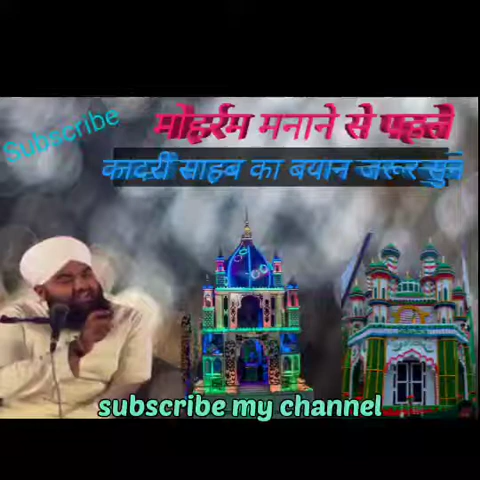 Subscribe
मोहर्रम मनाने से पहले
कादरी साहब का बयान जरूर सुने
subscribe my channel